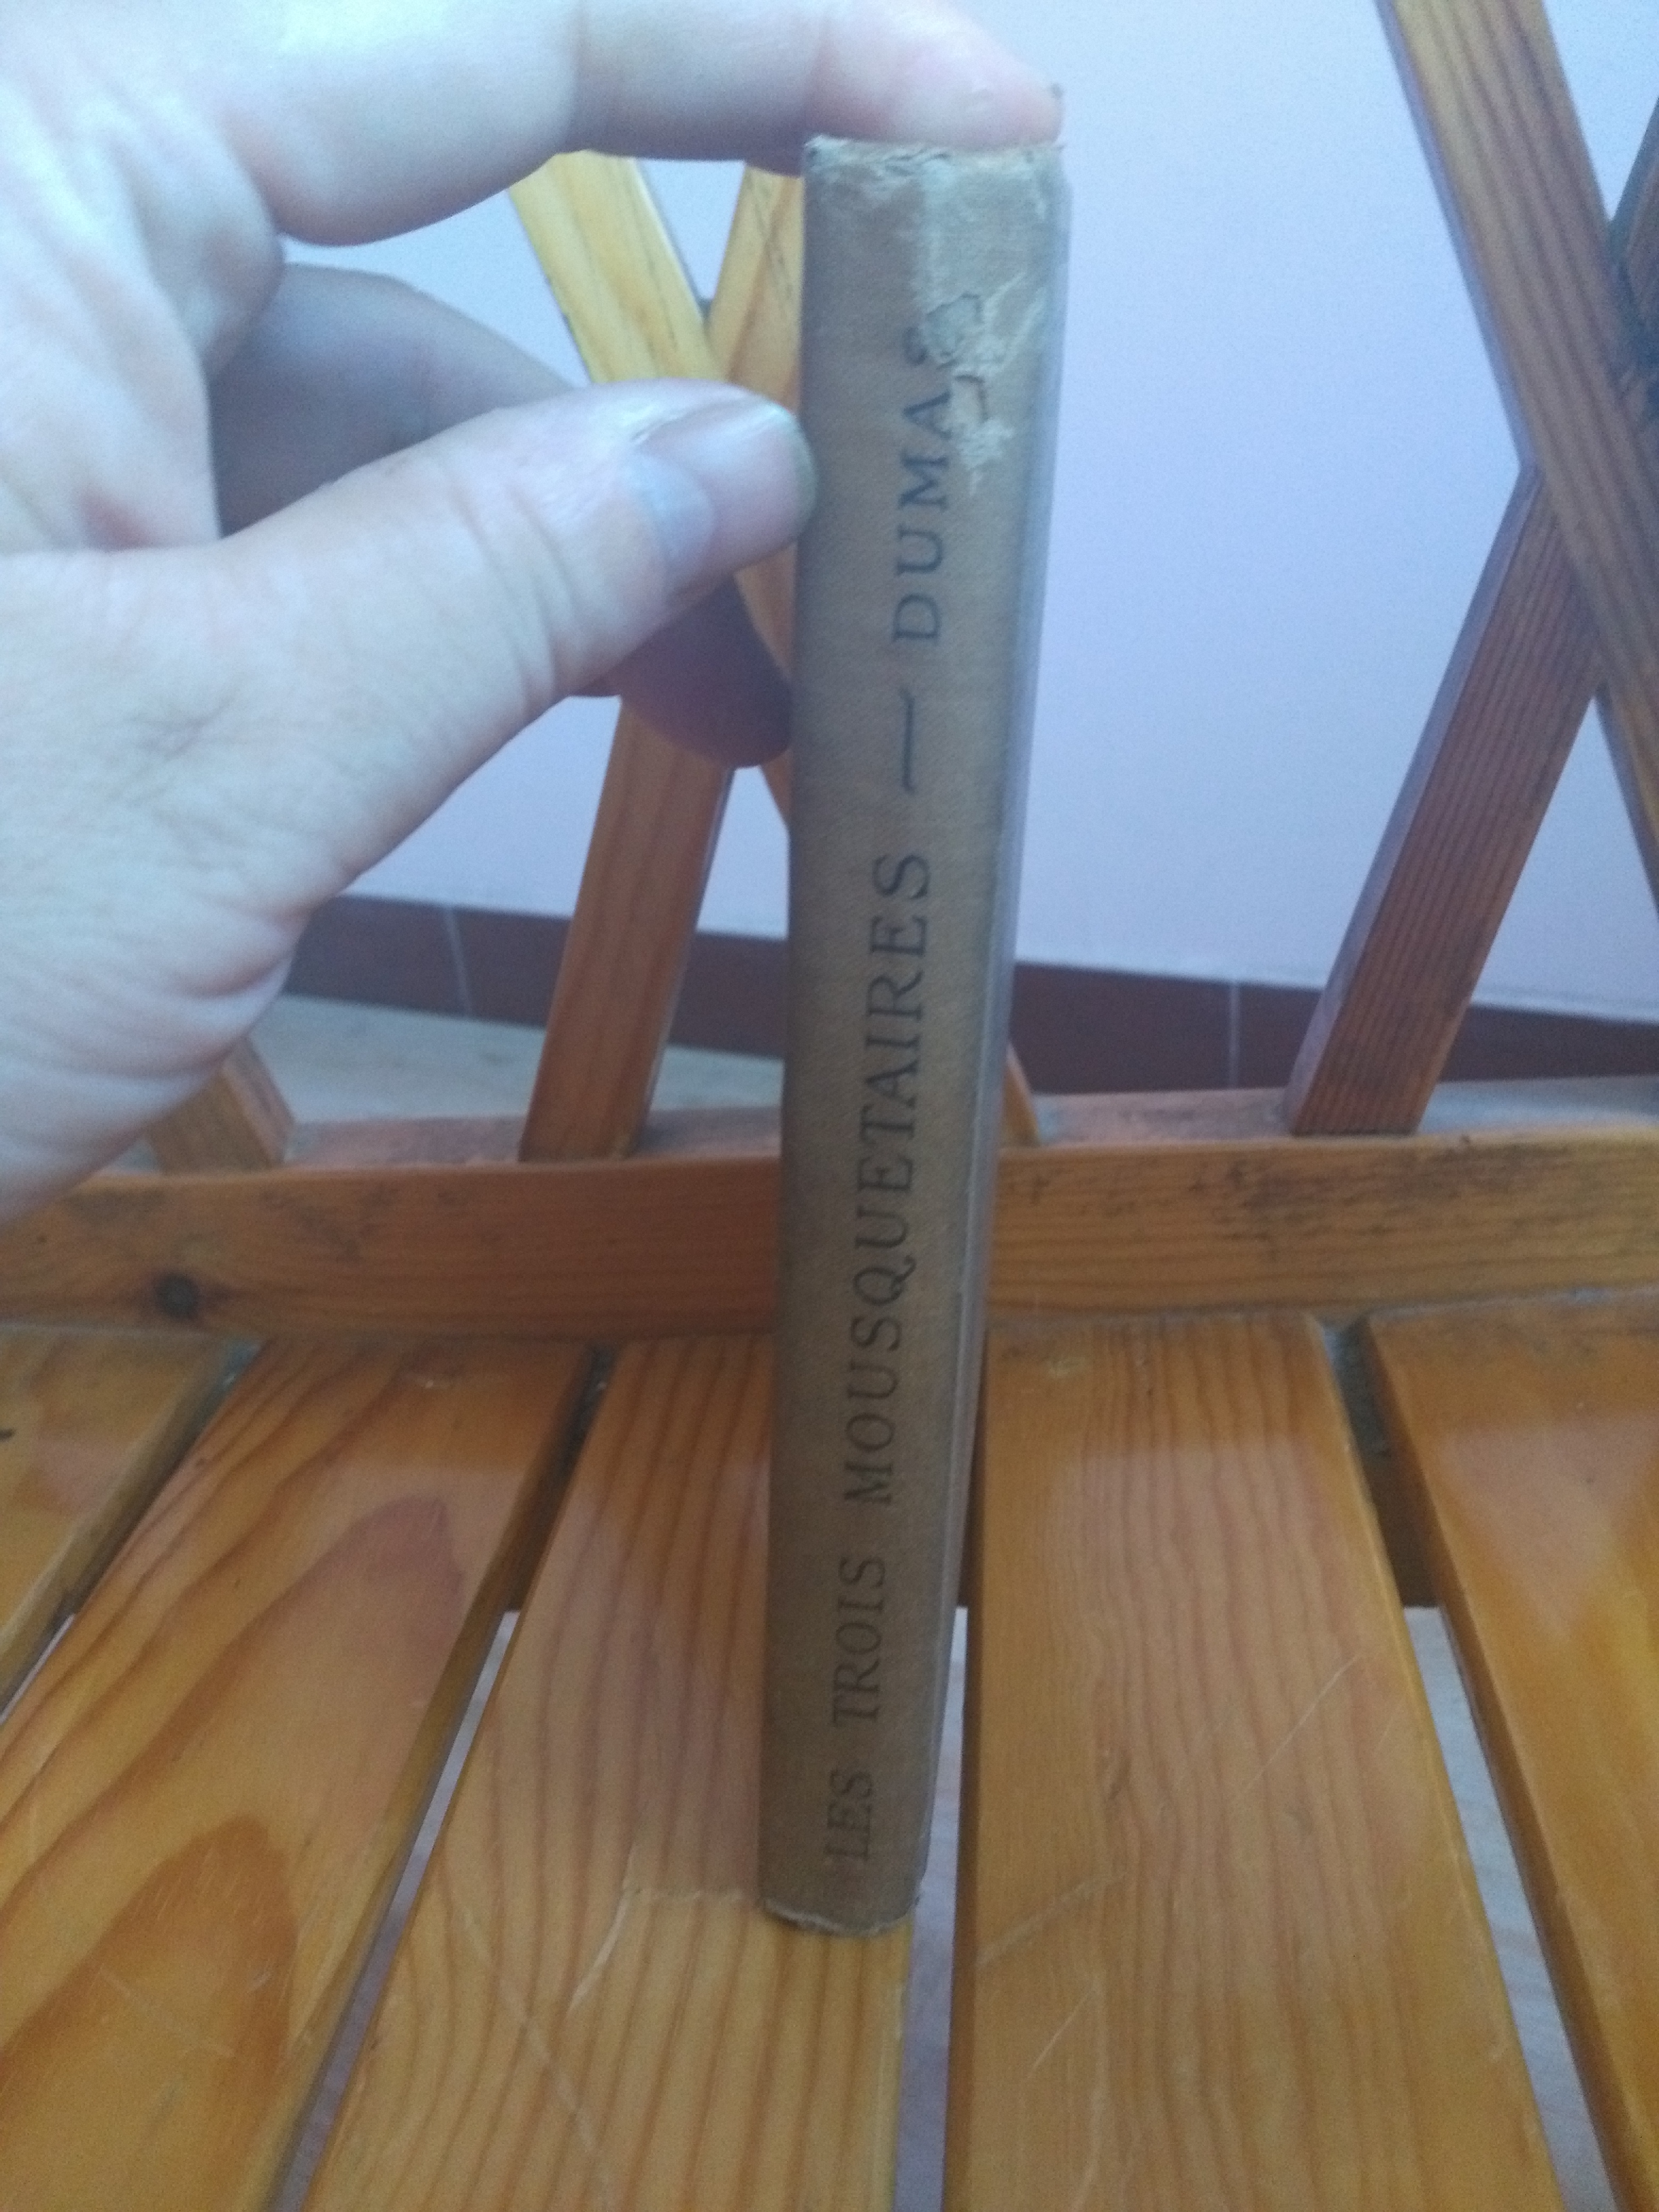 LES TROIS MOUSQUETAIRES — DUMAS